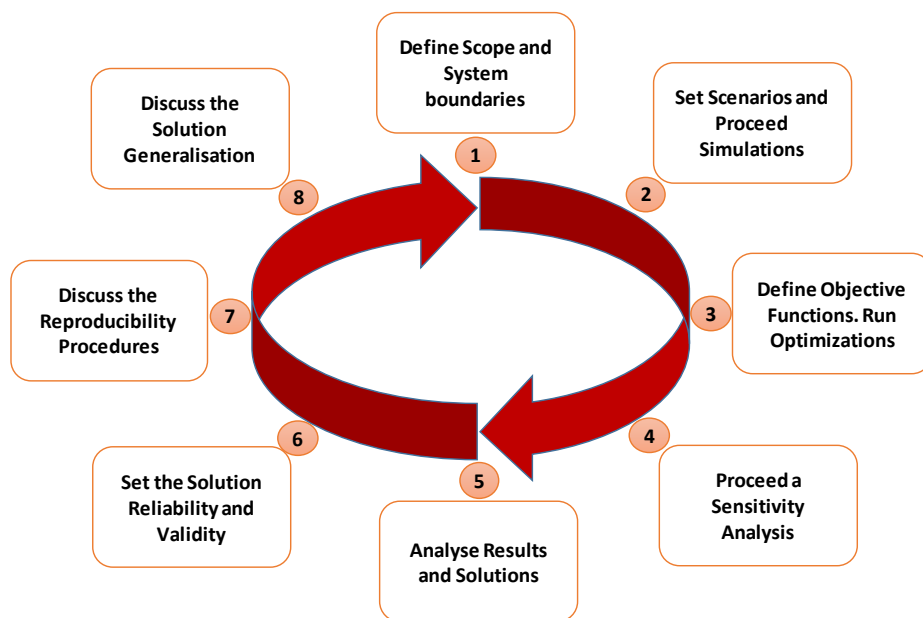 Define Scope and
System
boundaries
1
Set Scenarios and
Proceed
Simulations
2
Define Objective
Functions. Run
Optimizations
3
Proceed a
Sensitivity
Analysis
4
Analyse Results
and Solutions
5
Set the Solution
Reliability and
Validity
6
Discuss the
Reproducibility
Procedures
7
Discuss the
Solution
Generalisation
8